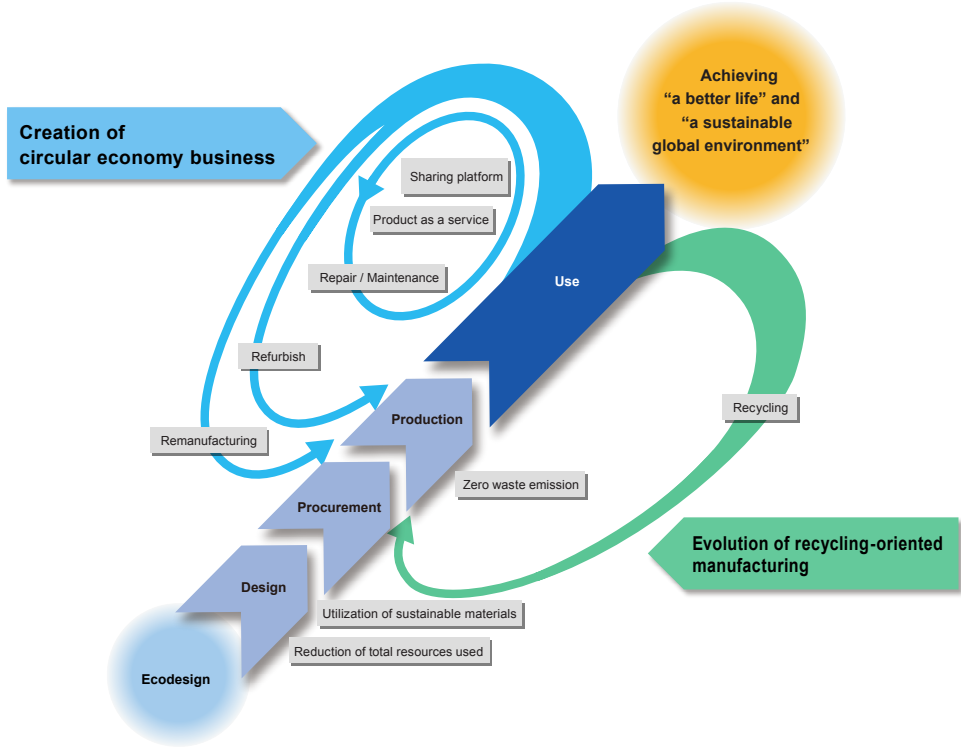 Achieving
“a better life” and
“a sustainable
global environment”
Creation of
circular economy business
Sharing platform
Product as a service
Repair / Maintenance
Use
Refurbish
Remanufacturing
Production
Recycling
Zero waste emission
Procurement
Evolution of recycling-oriented
manufacturing
Design
Utilization of sustainable materials
Reduction of total resources used
Ecodesign